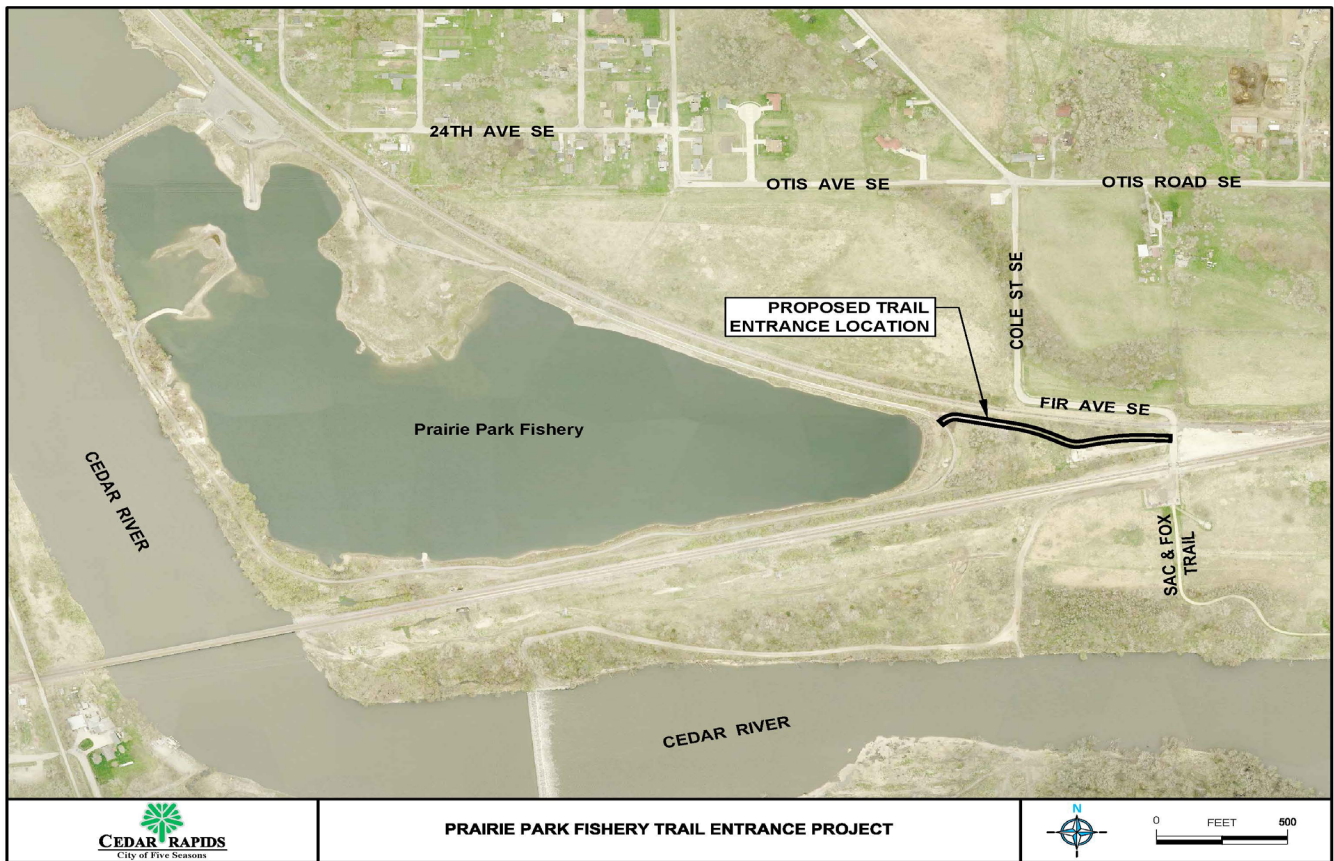 24TH AVE SE
OTIS AVE SE
OTIS ROAD SE
COLE ST SE
PROPOSED TRAIL
ENTRANCE LOCATION
FIR AVE SE
Prairie Park Fishery
CEDAR RIVER
SAC & FOX
TRAIL
CEDAR RIVER
CEDAR RAPIDS
City of Five Seasons
PRAIRIE PARK FISHERY TRAIL ENTRANCE PROJECT
N
0 FEET 500